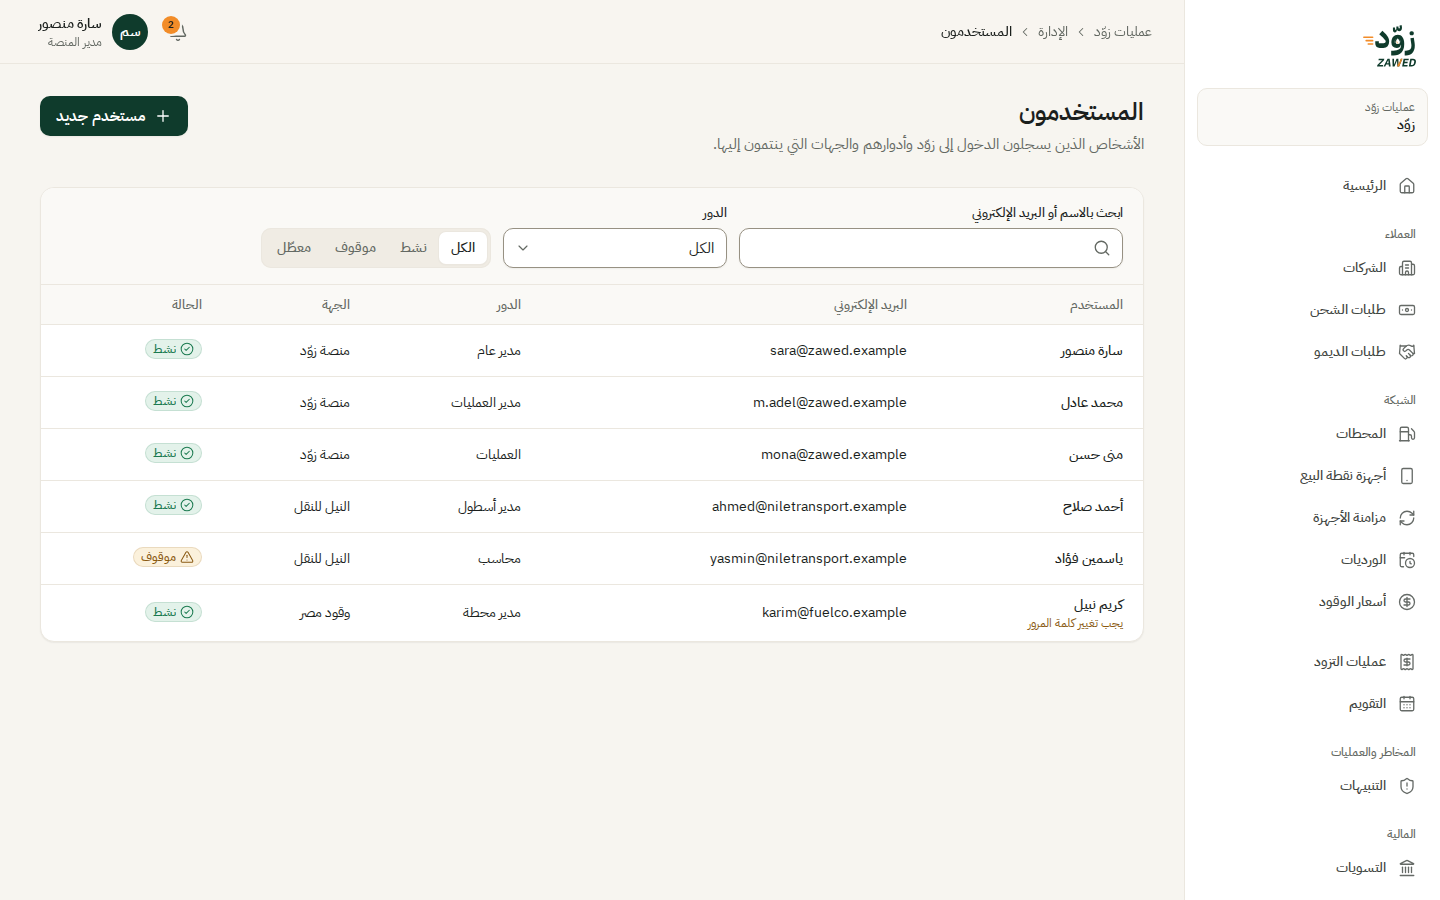 زوّد
ZAWED
عمليات زوّد
زوّد
الرئيسية
العملاء
الشركات
طلبات الشحن
طلبات الديمو
الشبكة
المحطات
أجهزة نقطة البيع
مزامنة الأجهزة
الورديات
أسعار الوقود
عمليات التزود
التقويم
المخاطر والعمليات
التنبيهات
المالية
التسويات
عمليات زوّد
الإدارة
المستخدمون
2
سم
سارة منصور
مدير المنصة
المستخدمون
الأشخاص الذين يسجلون الدخول إلى زوّد وأدوارهم والجهات التي ينتمون إليها.
مستخدم جديد
ابحث بالاسم أو البريد الإلكتروني
الدور
الكل
الكل نشط موقوف معطّل
المستخدم البريد الإلكتروني الدور الجهة الحالة
سارة منصور sara@zawed.example مدير عام منصة زوّد نشط
محمد عادل m.adel@zawed.example مدير العمليات منصة زوّد نشط
منى حسن mona@zawed.example العمليات منصة زوّد نشط
أحمد صلاح ahmed@niletransport.example مدير أسطول النيل للنقل نشط
ياسمين فؤاد yasmin@niletransport.example محاسب النيل للنقل موقوف
كريم نبيل karim@fuelco.example مدير محطة وقود مصر نشط
يجب تغيير كلمة المرور